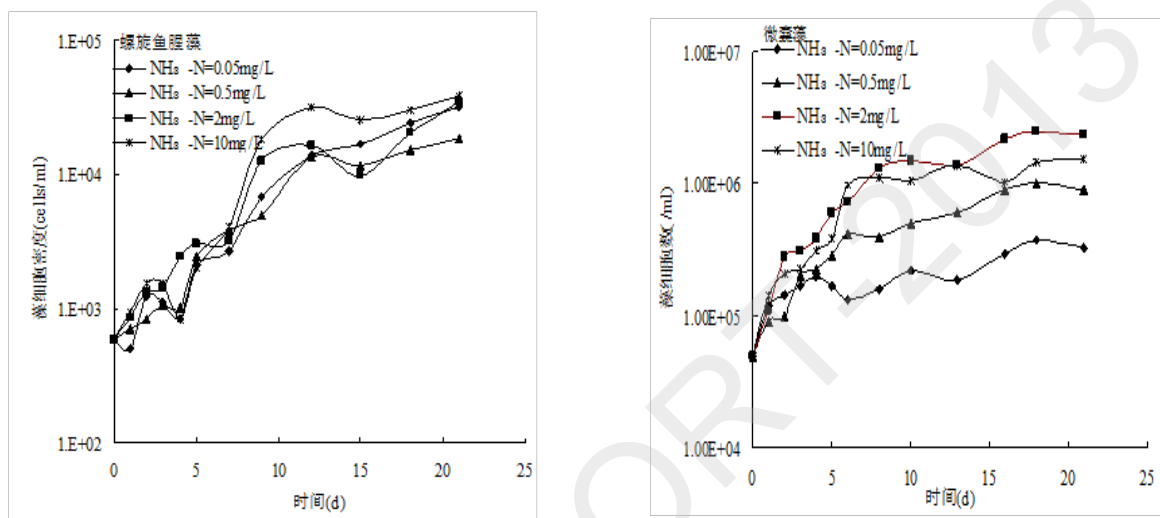 1.E+05
螺旋鱼腥藻
NH₃ -N=0.05mg/L
NH₃ -N=0.5mg/L
NH₃ -N=2mg/L
NH₃ -N=10mg/L
1.E+04
1.E+03
1.E+02
藻细胞密度(cells/ml)
0 5 10 15 20 25
时间(d)
微囊藻
1.00E+07
NH₃ -N=0.05mg/L
NH₃ -N=0.5mg/L
NH₃ -N=2mg/L
NH₃ -N=10mg/L
1.00E+06
1.00E+05
1.00E+04
藻细胞数( /ml)
0 5 10 15 20 25
时间(d)
ORT-2013